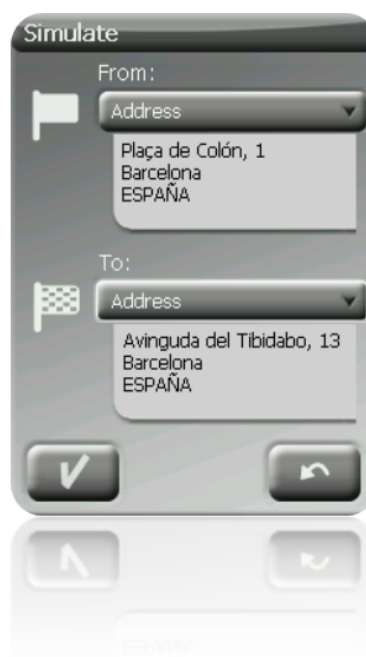 Simulate
From:
Address
Plaça de Colón, 1
Barcelona
ESPAÑA
To:
Address
Avinguda del Tibidabo, 13
Barcelona
ESPAÑA